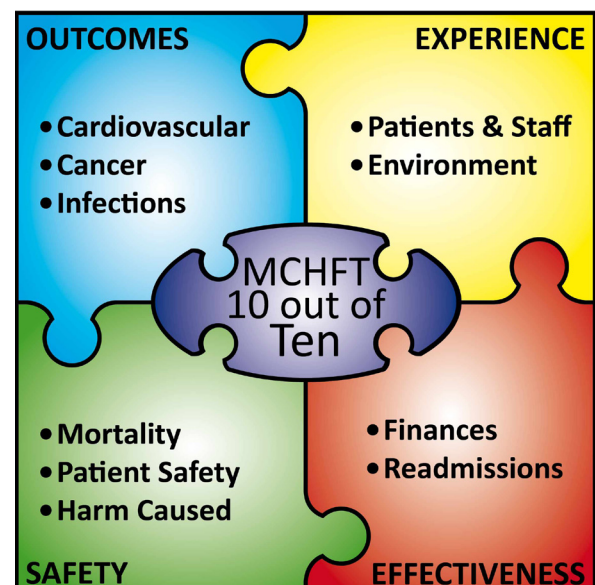 OUTCOMES
• Cardiovascular
• Cancer
• Infections
EXPERIENCE
• Patients & Staff
• Environment
MCHFT
10 out of
Ten
• Mortality
• Patient Safety
• Harm Caused
SAFETY
• Finances
• Readmissions
EFFECTIVENESS